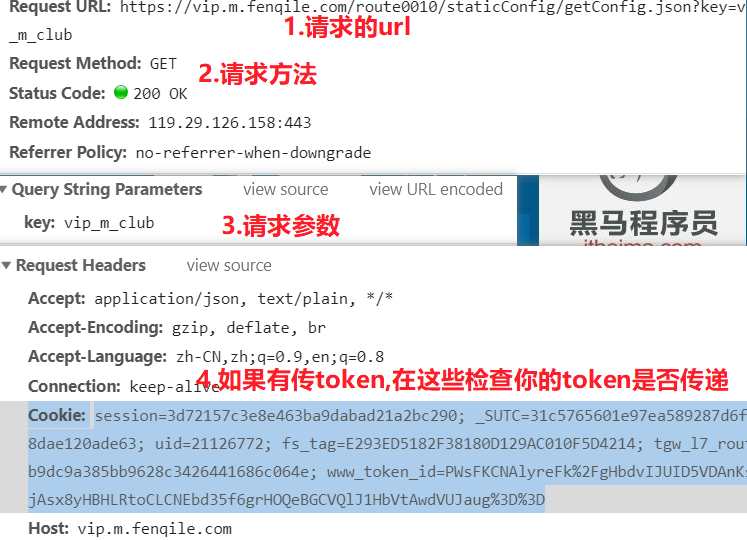 Request URL: https://vip.m.fenqile.com/route0010/staticConfig/getConfig.json?key=v
_m_club
1.请求的url
Request Method: GET
2.请求方法
Status Code: 200 OK
Remote Address: 119.29.126.158:443
Referrer Policy: no-referrer-when-downgrade
Query String Parameters view source view URL encoded
key: vip_m_club
3.请求参数
黑马程序员
itheima.com
Request Headers view source
Accept: application/json, text/plain, */*
Accept-Encoding: gzip, deflate, br
Accept-Language: zh-CN,zh;q=0.9,en;q=0.8
Connection: keep-alive
4.如果有传token,在这些检查你的token是否传递
Cookie: session=3d72157c3e8e463ba9dabad21a2bc290; _SUTC=31c5765601e97ea589287d6f
8dae120ade63; uid=21126772; fs_tag=E293ED5182F38180D129AC010F5D4214; tgw_l7_rou
b9dc9a385bb9628c3426441686c064e; www_token_id=PWsFKCNAlyreFk%2FgHbdvIJUID5VDAnK
jAsx8yHBHLRtoCLCNEbd35f6grHOQeBGCVQlJ1HbVtAwdVUJaug%3D%3D
Host: vip.m.fenqile.com